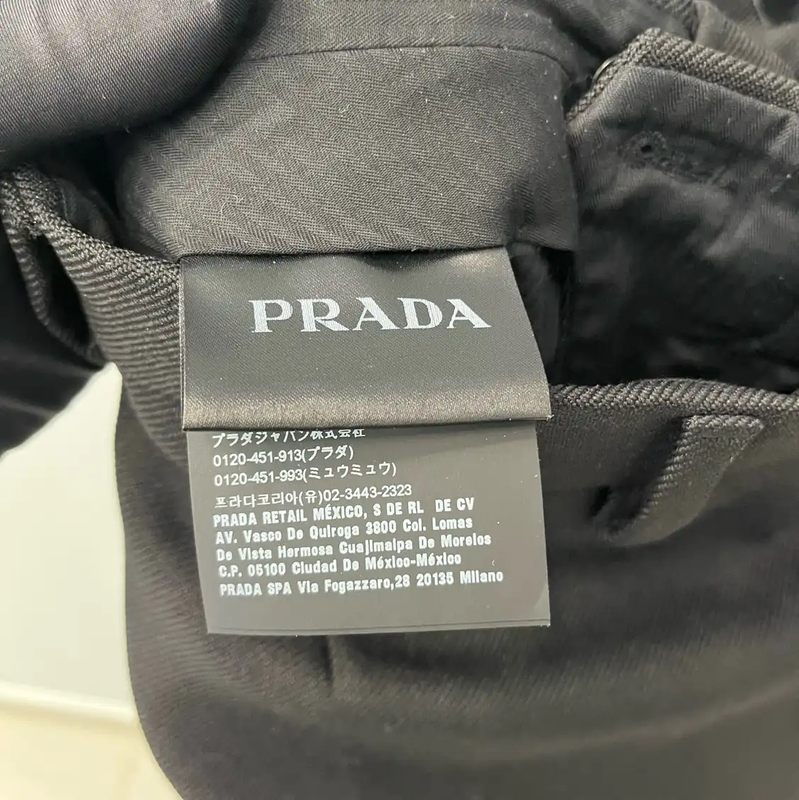 PRADA
プラダジャパン株式会社
0120-451-913(プラダ)
0120-451-993(ミュウミュウ)
프라다코리아(유)02-3443-2323
PRADA RETAIL MÉXICO, S DE RL DE CV
AV. Vasco De Quiroga 3800 Col. Lomas
De Vista Hermosa Cuajimalpa De Morelos
C.P. 05100 Ciudad De México-México
PRADA SPA Via Fogazzaro,28 20135 Milano